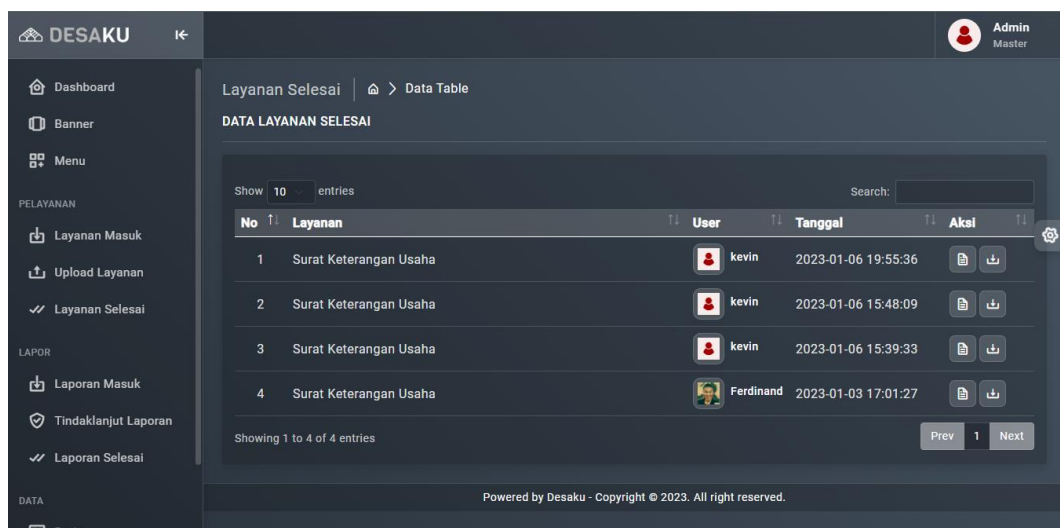 DESAKU
Admin
Master
Dashboard
Banner
Menu
PELAYANAN
Layanan Masuk
Upload Layanan
Layanan Selesai
LAPOR
Laporan Masuk
Tindaklanjut Laporan
Laporan Selesai
DATA
Layanan Selesai Data Table
DATA LAYANAN SELESAI
Show 10 entries Search:
No Layanan User Tanggal Aksi
1 Surat Keterangan Usaha kevin 2023-01-06 19:55:36
2 Surat Keterangan Usaha kevin 2023-01-06 15:48:09
3 Surat Keterangan Usaha kevin 2023-01-06 15:39:33
4 Surat Keterangan Usaha Ferdinand 2023-01-03 17:01:27
Showing 1 to 4 of 4 entries Prev 1 Next
Powered by Desaku - Copyright © 2023. All right reserved.